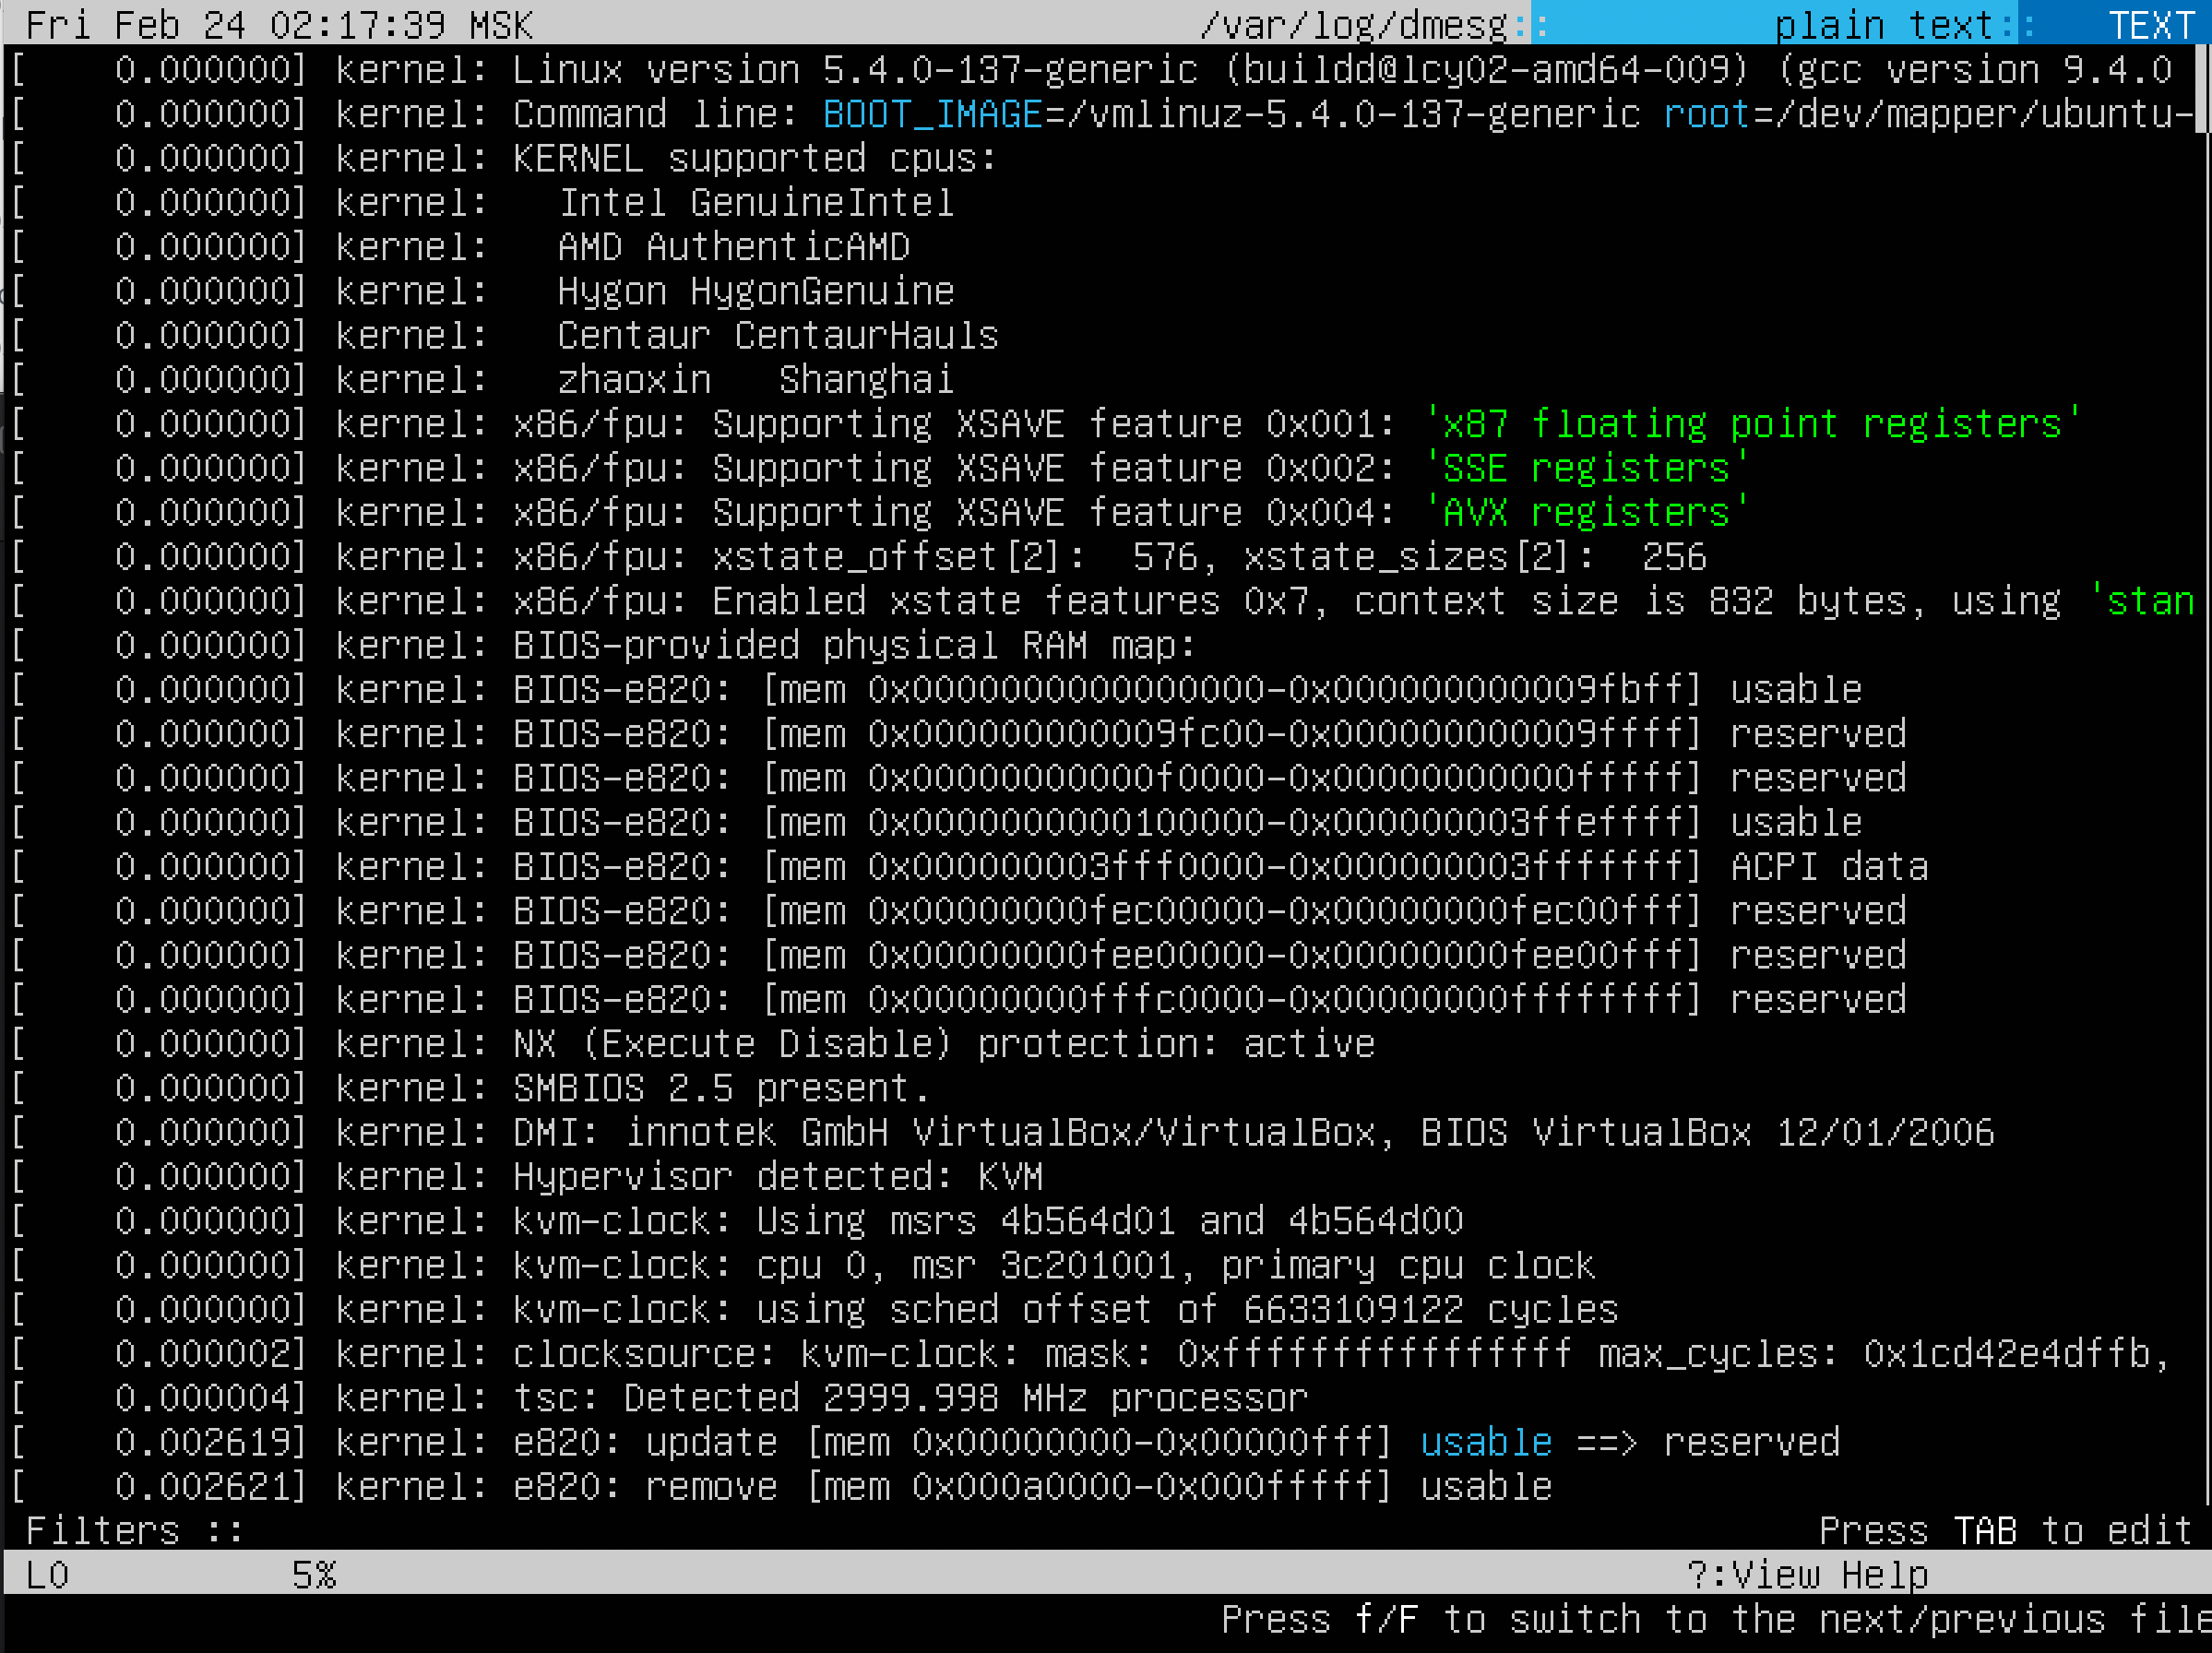 Fri Feb 24 02:17:39 MSK /var/log/dmesg:: plain text:: TEXT
[    0.000000] kernel: Linux version 5.4.0-137-generic (buildd@lcy02-amd64-009) (gcc version 9.4.0
[    0.000000] kernel: Command line: BOOT_IMAGE=/vmlinuz-5.4.0-137-generic root=/dev/mapper/ubuntu-
[    0.000000] kernel: KERNEL supported cpus:
[    0.000000] kernel:   Intel GenuineIntel
[    0.000000] kernel:   AMD AuthenticAMD
[    0.000000] kernel:   Hygon HygonGenuine
[    0.000000] kernel:   Centaur CentaurHauls
[    0.000000] kernel:   zhaoxin   Shanghai
[    0.000000] kernel: x86/fpu: Supporting XSAVE feature 0x001: 'x87 floating point registers'
[    0.000000] kernel: x86/fpu: Supporting XSAVE feature 0x002: 'SSE registers'
[    0.000000] kernel: x86/fpu: Supporting XSAVE feature 0x004: 'AVX registers'
[    0.000000] kernel: x86/fpu: xstate_offset[2]:  576, xstate_sizes[2]:  256
[    0.000000] kernel: x86/fpu: Enabled xstate features 0x7, context size is 832 bytes, using 'stan
[    0.000000] kernel: BIOS-provided physical RAM map:
[    0.000000] kernel: BIOS-e820: [mem 0x0000000000000000-0x000000000009fbff] usable
[    0.000000] kernel: BIOS-e820: [mem 0x000000000009fc00-0x000000000009ffff] reserved
[    0.000000] kernel: BIOS-e820: [mem 0x00000000000f0000-0x00000000000fffff] reserved
[    0.000000] kernel: BIOS-e820: [mem 0x0000000000100000-0x000000003ffeffff] usable
[    0.000000] kernel: BIOS-e820: [mem 0x000000003fff0000-0x000000003fffffff] ACPI data
[    0.000000] kernel: BIOS-e820: [mem 0x00000000fec00000-0x00000000fec00fff] reserved
[    0.000000] kernel: BIOS-e820: [mem 0x00000000fee00000-0x00000000fee00fff] reserved
[    0.000000] kernel: BIOS-e820: [mem 0x00000000fffc0000-0x00000000ffffffff] reserved
[    0.000000] kernel: NX (Execute Disable) protection: active
[    0.000000] kernel: SMBIOS 2.5 present.
[    0.000000] kernel: DMI: innotek GmbH VirtualBox/VirtualBox, BIOS VirtualBox 12/01/2006
[    0.000000] kernel: Hypervisor detected: KVM
[    0.000000] kernel: kvm-clock: Using msrs 4b564d01 and 4b564d00
[    0.000000] kernel: kvm-clock: cpu 0, msr 3c201001, primary cpu clock
[    0.000000] kernel: kvm-clock: using sched offset of 6633109122 cycles
[    0.000002] kernel: clocksource: kvm-clock: mask: 0xffffffffffffffff max_cycles: 0x1cd42e4dffb,
[    0.000004] kernel: tsc: Detected 2999.998 MHz processor
[    0.002619] kernel: e820: update [mem 0x00000000-0x00000fff] usable ==> reserved
[    0.002621] kernel: e820: remove [mem 0x000a0000-0x000fffff] usable
Filters :: Press TAB to edit
L0 5% ?:View Help
Press f/F to switch to the next/previous file